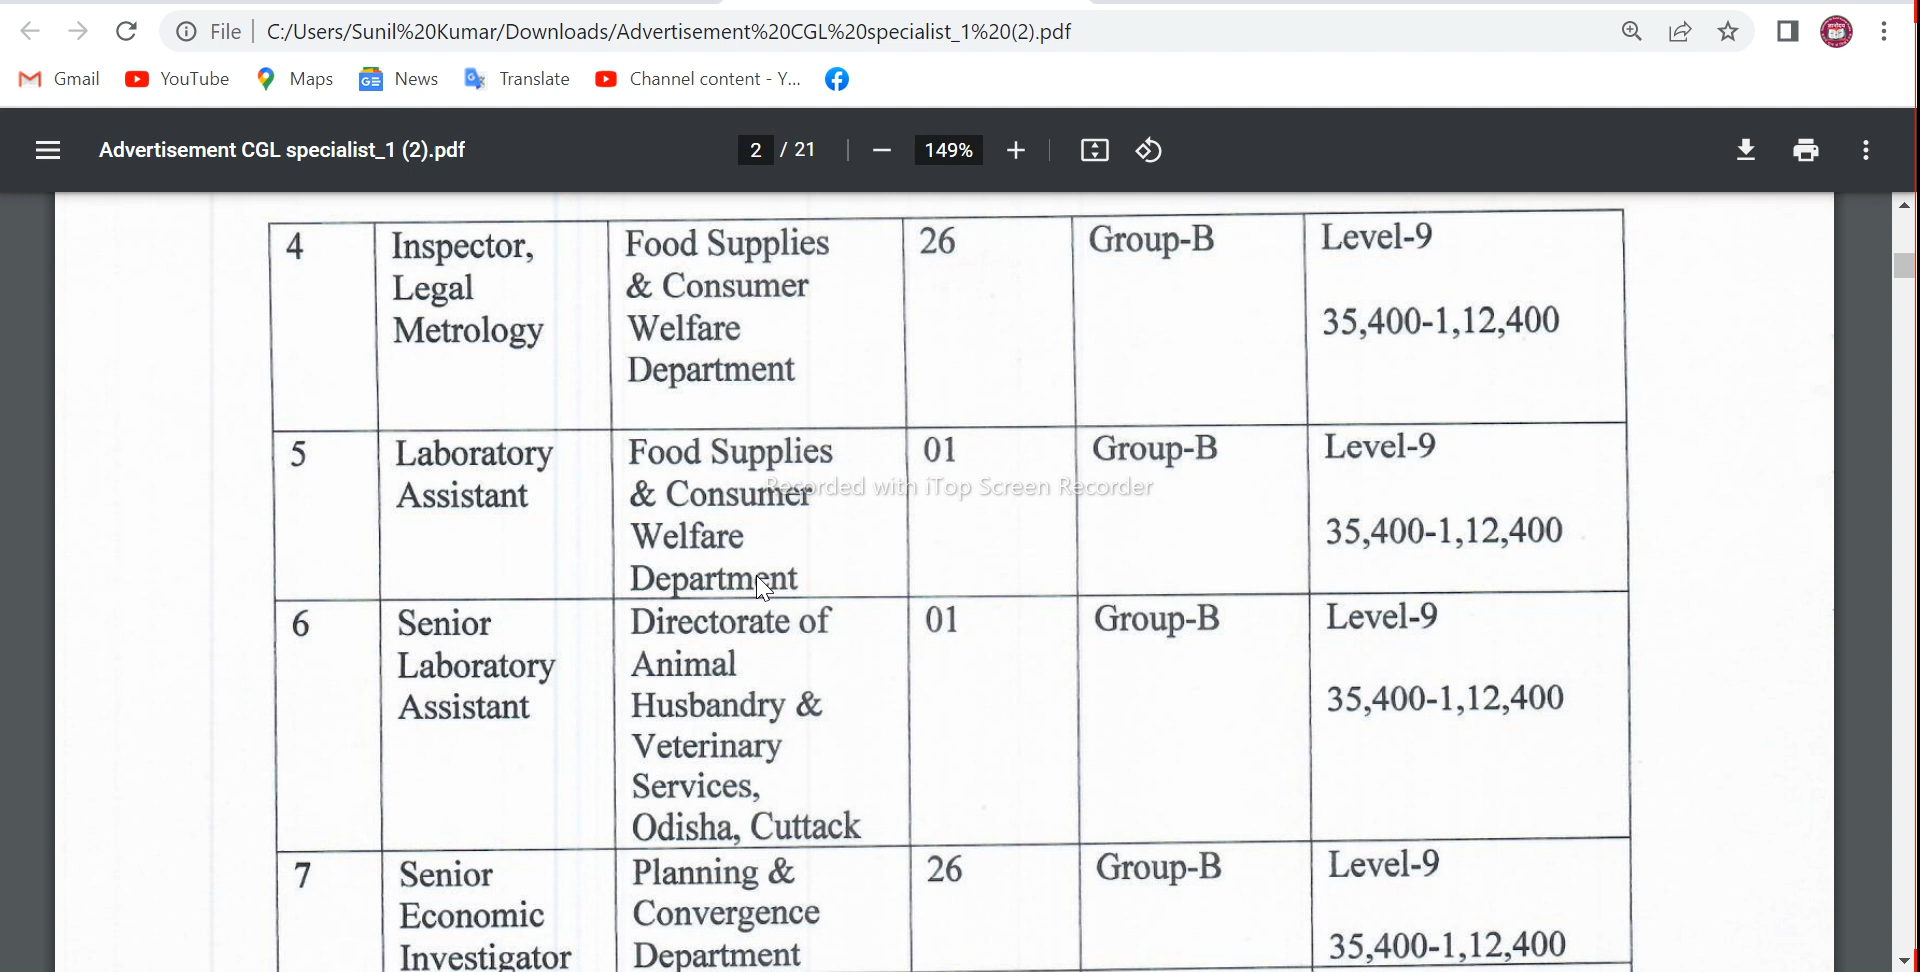 File C:/Users/Sunil%20Kumar/Downloads/Advertisement%20CGL%20specialist_1%20(2).pdf
Gmail YouTube Maps News Translate Channel content - Y...
Advertisement CGL specialist_1 (2).pdf 2 / 21 149%
4 Inspector, Food Supplies 26 Group-B Level-9
Legal & Consumer
Metrology Welfare 35,400-1,12,400
Department
5 Laboratory Food Supplies 01 Group-B Level-9
Assistant & Consumer
Recorded with iTop Screen Recorder
Welfare 35,400-1,12,400
Department
6 Senior Directorate of 01 Group-B Level-9
Laboratory Animal
Assistant Husbandry & 35,400-1,12,400
Veterinary
Services,
Odisha, Cuttack
7 Senior Planning & 26 Group-B Level-9
Economic Convergence
Investigator Department 35,400-1,12,400